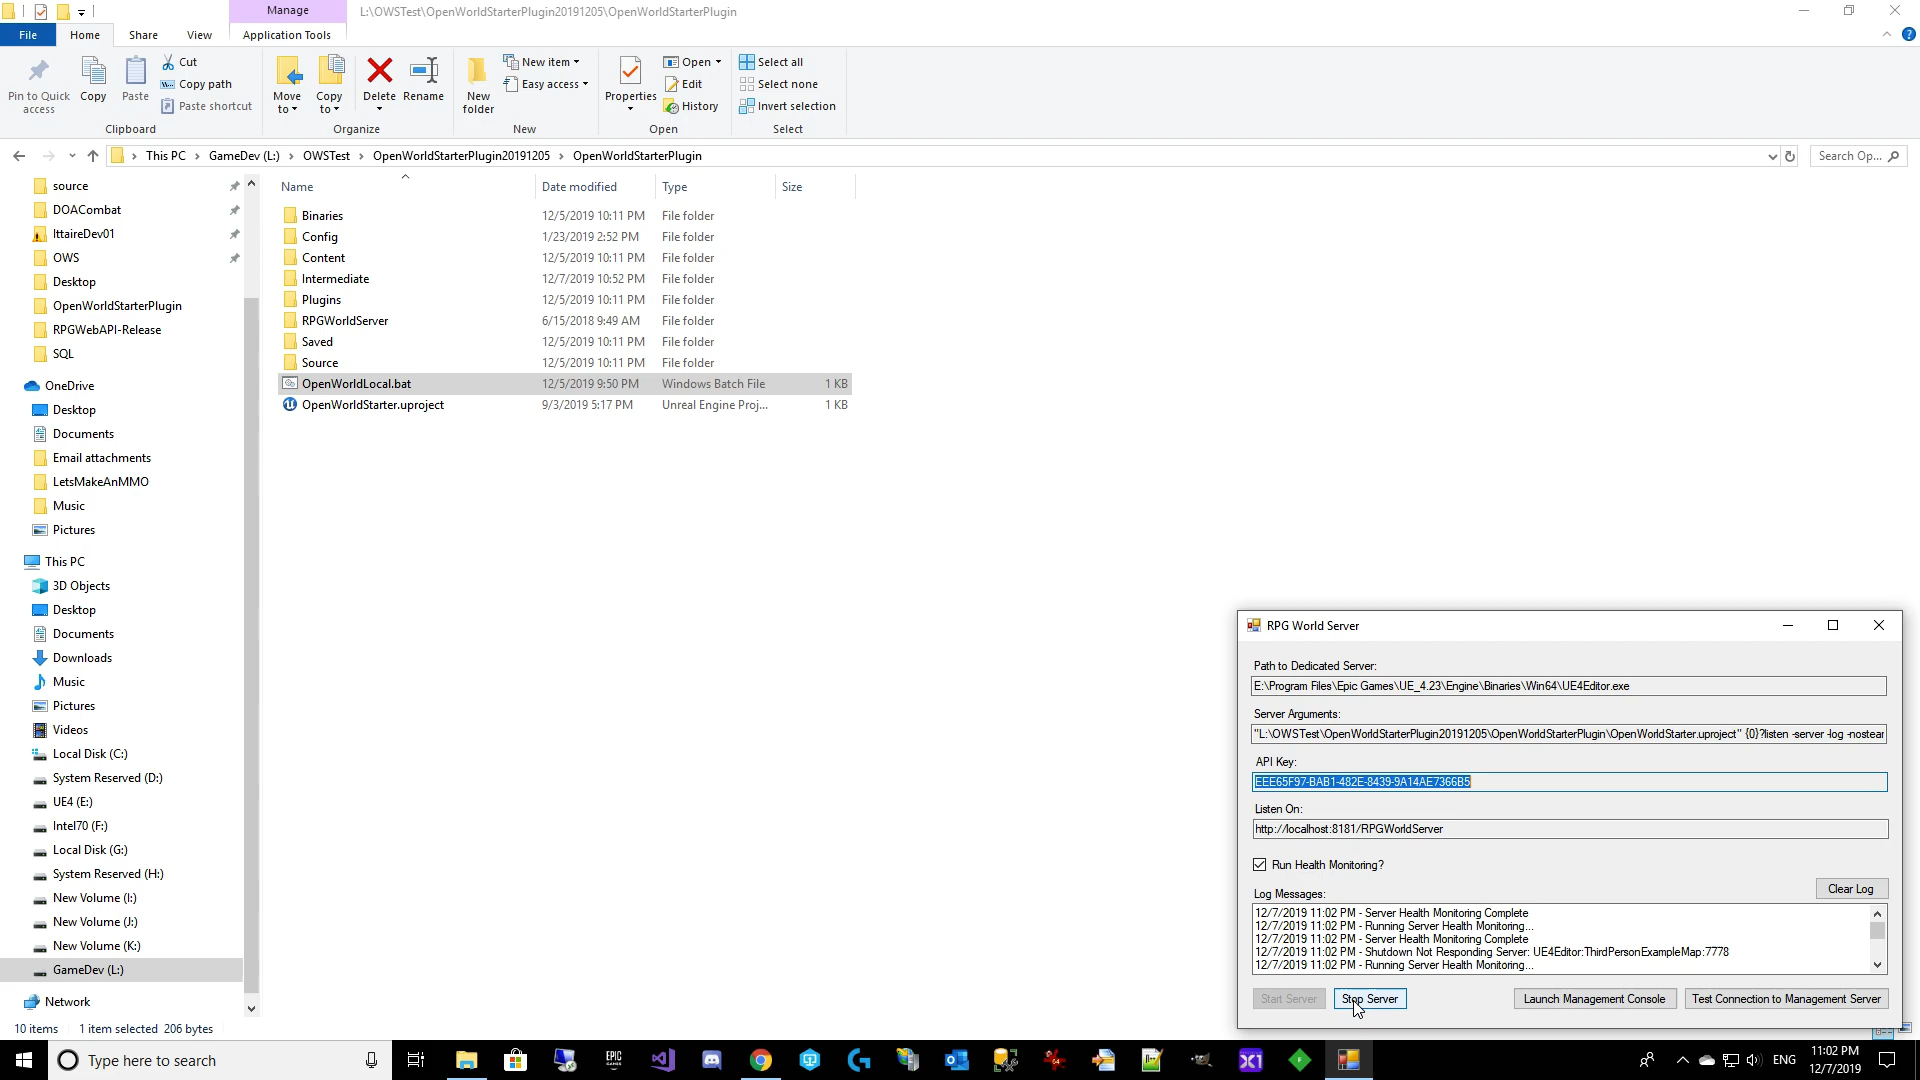 Manage
L:\OWSTest\OpenWorldStarterPlugin20191205\OpenWorldStarterPlugin
File
Home
Share
View
Application Tools
Pin to Quick access
Copy
Paste
Cut
Copy path
Paste shortcut
Clipboard
Move to
Copy to
Delete
Rename
Organize
New folder
New item
Easy access
New
Properties
Open
Edit
History
Open
Select all
Select none
Invert selection
Select
This PC > GameDev (L:) > OWSTest > OpenWorldStarterPlugin20191205 > OpenWorldStarterPlugin
Search Op...
source
DOACombat
IttaireDev01
OWS
Desktop
OpenWorldStarterPlugin
RPGWebAPI-Release
SQL
OneDrive
Desktop
Documents
Email attachments
LetsMakeAnMMO
Music
Pictures
This PC
3D Objects
Desktop
Documents
Downloads
Music
Pictures
Videos
Local Disk (C:)
System Reserved (D:)
UE4 (E:)
Intel70 (F:)
Local Disk (G:)
System Reserved (H:)
New Volume (I:)
New Volume (J:)
New Volume (K:)
GameDev (L:)
Network
Name Date modified Type Size
Binaries 12/5/2019 10:11 PM File folder
Config 1/23/2019 2:52 PM File folder
Content 12/5/2019 10:11 PM File folder
Intermediate 12/7/2019 10:52 PM File folder
Plugins 12/5/2019 10:11 PM File folder
RPGWorldServer 6/15/2018 9:49 AM File folder
Saved 12/5/2019 10:11 PM File folder
Source 12/5/2019 10:11 PM File folder
OpenWorldLocal.bat 12/5/2019 9:50 PM Windows Batch File 1 KB
OpenWorldStarter.uproject 9/3/2019 5:17 PM Unreal Engine Proj... 1 KB
RPG World Server
Path to Dedicated Server:
E:\Program Files\Epic Games\UE_4.23\Engine\Binaries\Win64\UE4Editor.exe
Server Arguments:
"L:\OWSTest\OpenWorldStarterPlugin20191205\OpenWorldStarterPlugin\OpenWorldStarter.uproject" {0}?listen -server -log -nostear
API Key:
EEE65F97-BAB1-482E-8439-9A14AE7366B5
Listen On:
http://localhost:8181/RPGWorldServer
Run Health Monitoring?
Log Messages:
Clear Log
12/7/2019 11:02 PM - Server Health Monitoring Complete
12/7/2019 11:02 PM - Running Server Health Monitoring...
12/7/2019 11:02 PM - Server Health Monitoring Complete
12/7/2019 11:02 PM - Shutdown Not Responding Server: UE4Editor:ThirdPersonExampleMap:7778
12/7/2019 11:02 PM - Running Server Health Monitoring...
Start Server
Stop Server
Launch Management Console
Test Connection to Management Server
10 items 1 item selected 206 bytes
Type here to search
EPIC
GAMES
ENG
11:02 PM
12/7/2019